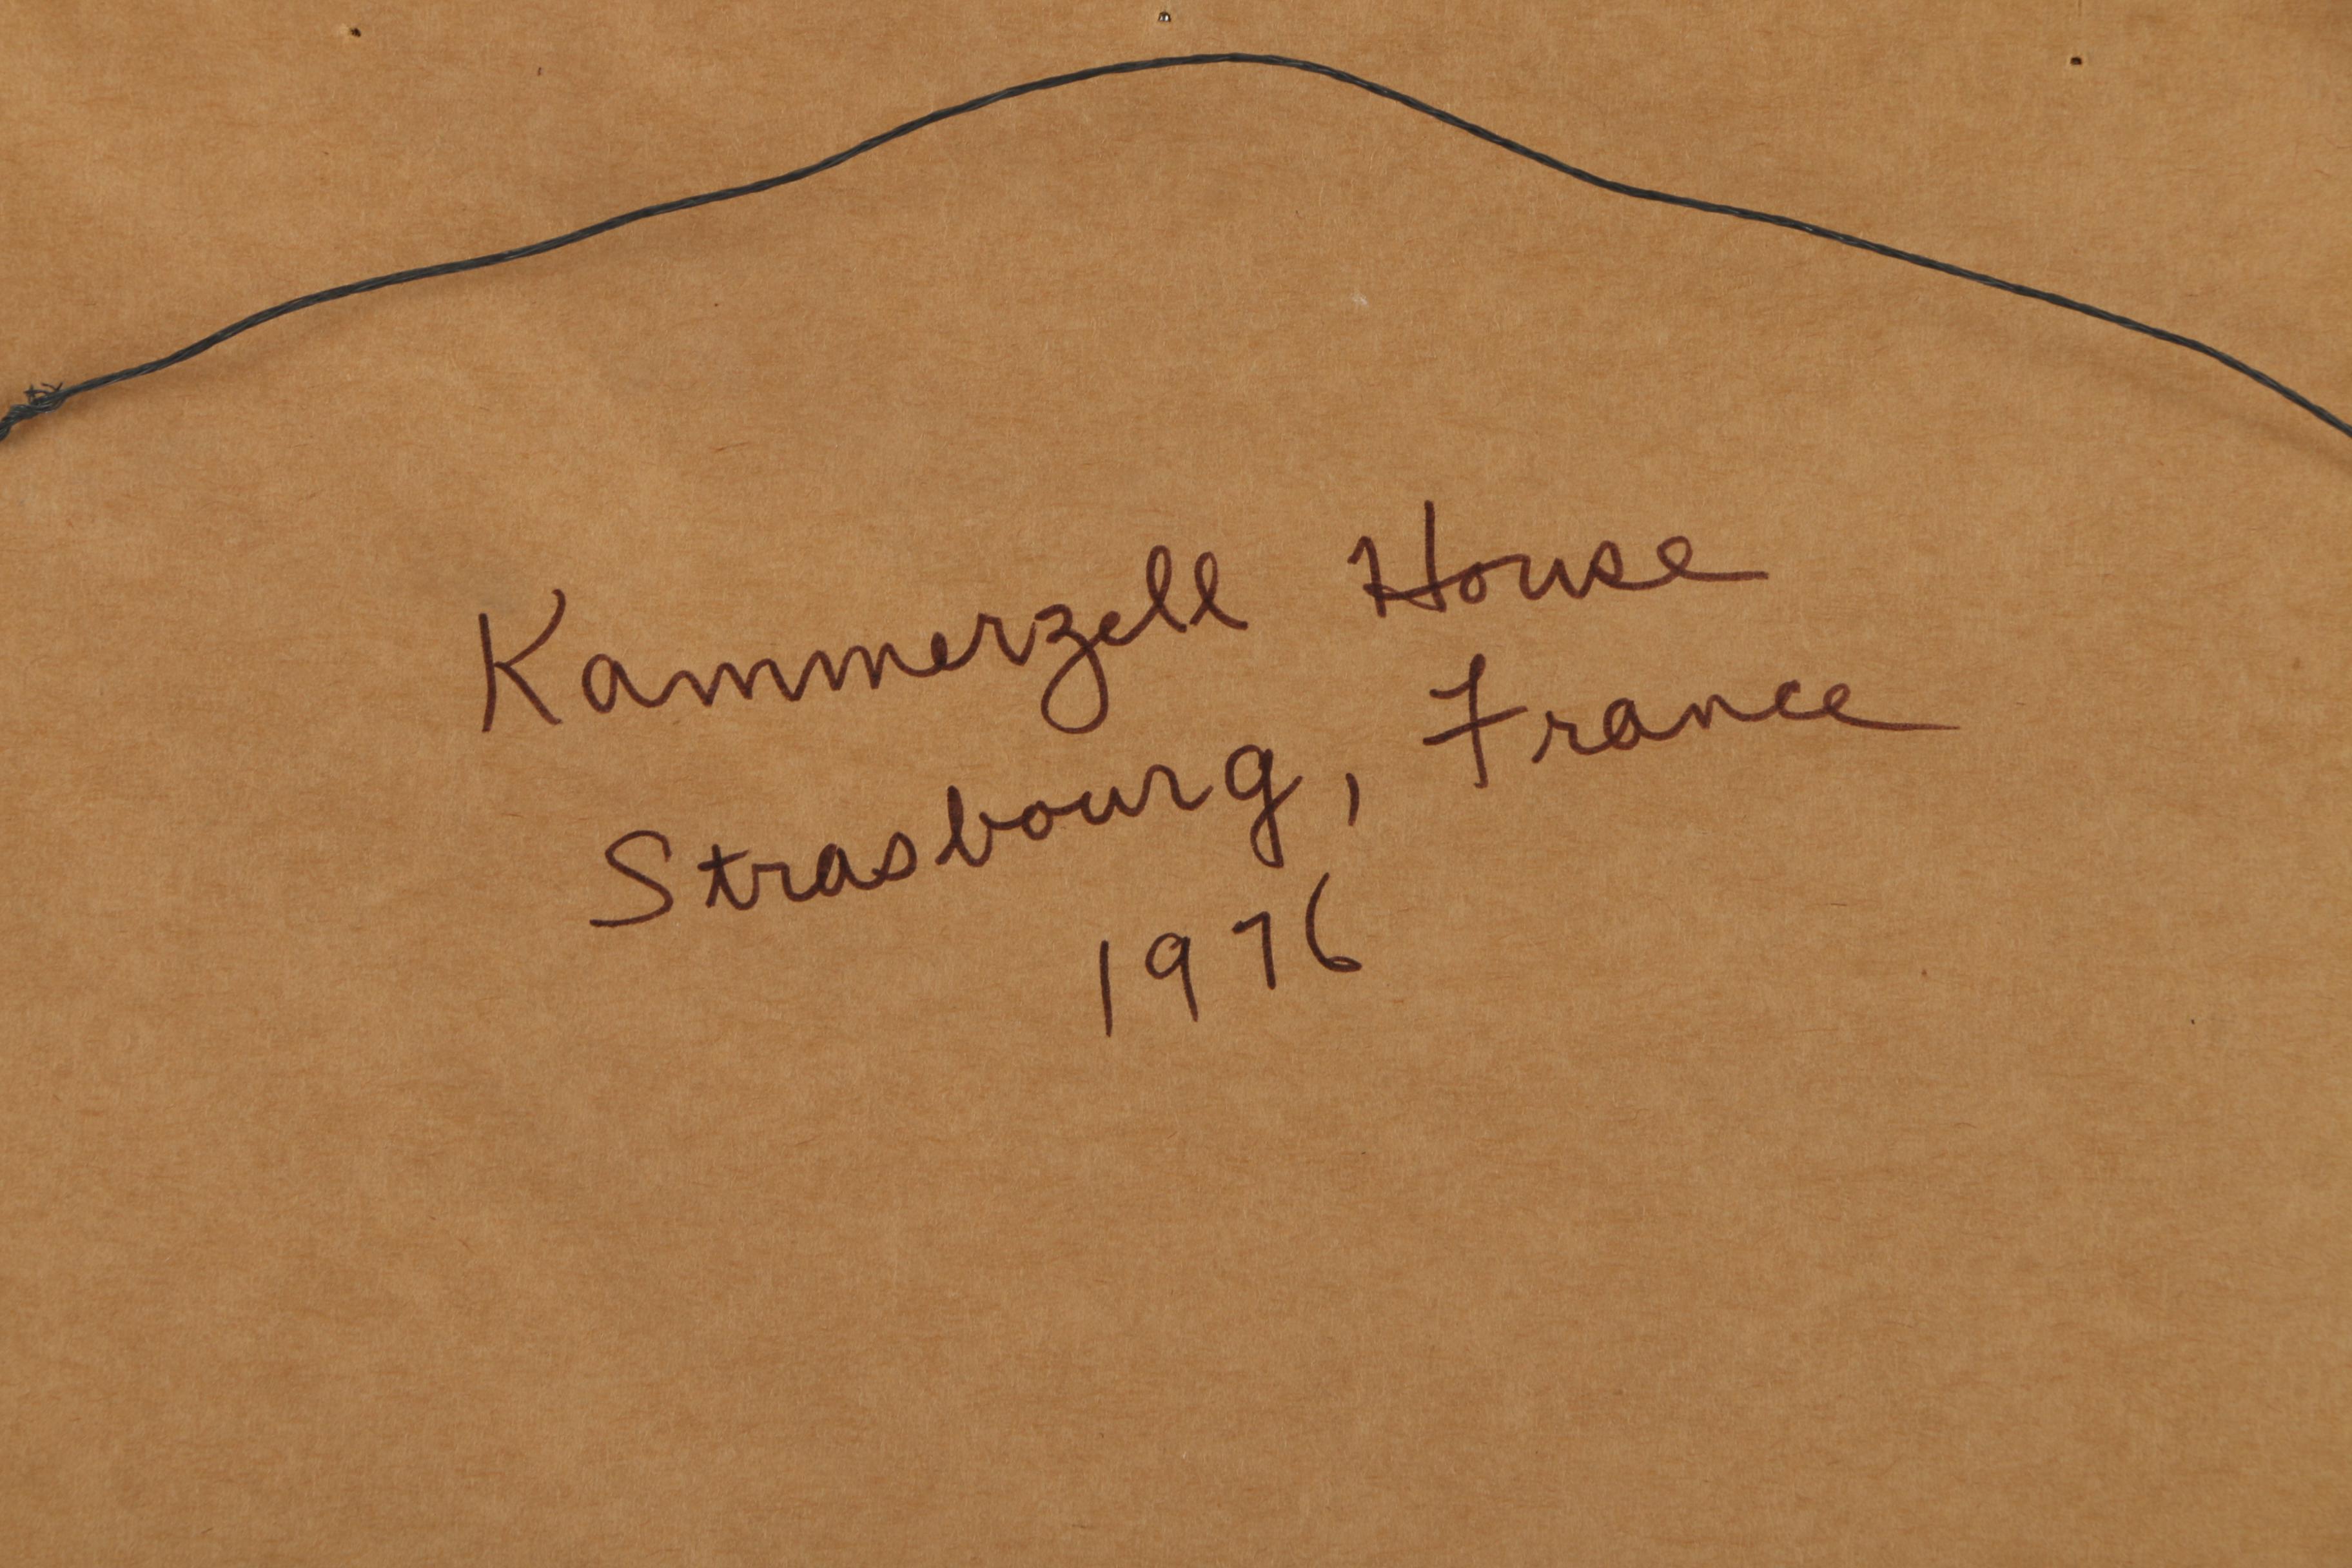 Kammerzell House
Strasbourg, France
1976